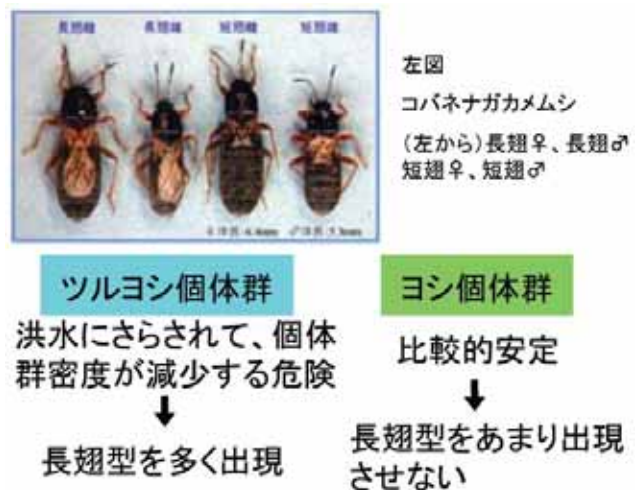 長翅雌 長翅雄 短翅雌 短翅雄
左図
コバネナガカメムシ
(左から)長翅♀、長翅♂
短翅♀、短翅♂
ツルヨシ個体群
洪水にさらされて、個体
群密度が減少する危険
↓
長翅型を多く出現
ヨシ個体群
比較的安定
↓
長翅型をあまり出現
させない